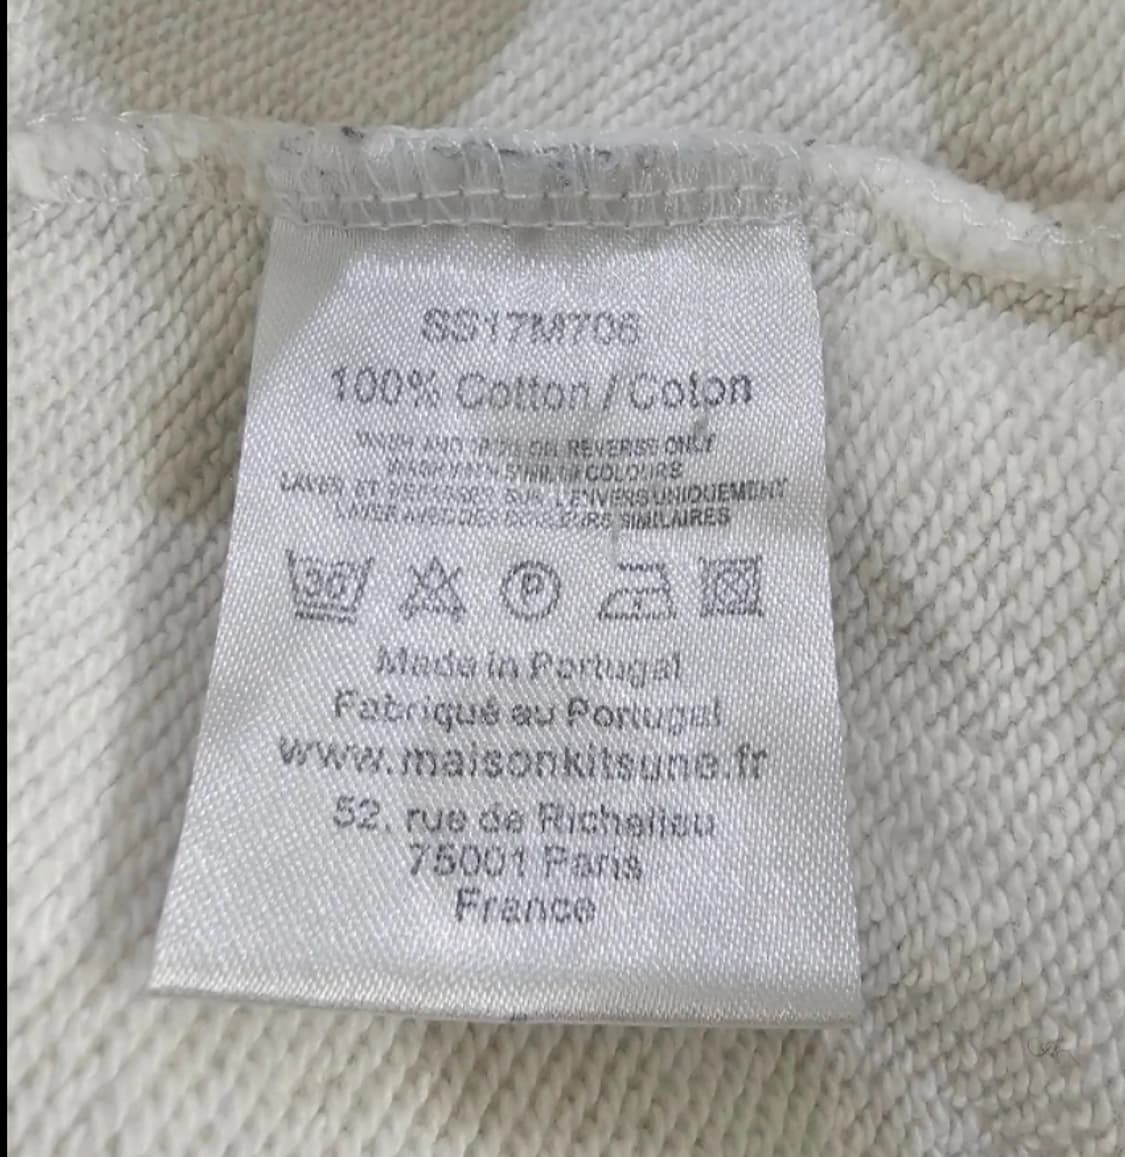 SS17M706
100% Cotton / Coton
WASH AND IRON ON REVERSE ONLY
WASH WITH SIMILAR COLOURS
LAVER ET REPASSER SUR L'ENVERS UNIQUEMENT
LAVER AVEC DES COULEURS SIMILAIRES
30
P
Made in Portugal
Fabriqué au Portugal
www.maisonkitsune.fr
52, rue de Richelieu
75001 Paris
France